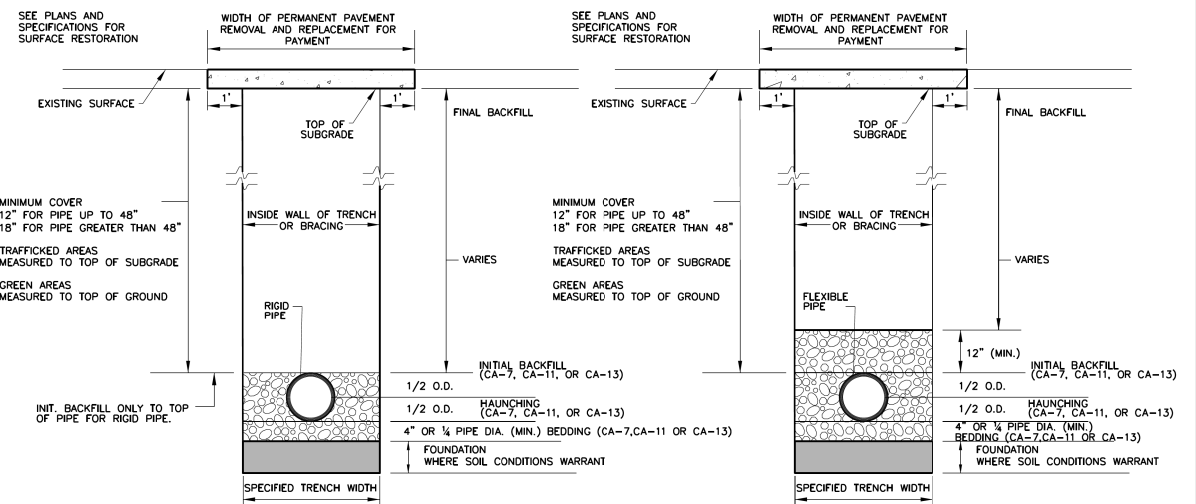 SEE PLANS AND
SPECIFICATIONS FOR
SURFACE RESTORATION
WIDTH OF PERMANENT PAVEMENT
REMOVAL AND REPLACEMENT FOR
PAYMENT
EXISTING SURFACE
1'
1'
TOP OF
SUBGRADE
FINAL BACKFILL
MINIMUM COVER
12" FOR PIPE UP TO 48"
18" FOR PIPE GREATER THAN 48"
TRAFFICKED AREAS
MEASURED TO TOP OF SUBGRADE
GREEN AREAS
MEASURED TO TOP OF GROUND
INSIDE WALL OF TRENCH
OR BRACING
VARIES
RIGID
PIPE
INIT. BACKFILL ONLY TO TOP
OF PIPE FOR RIGID PIPE.
INITIAL BACKFILL
(CA-7, CA-11, OR CA-13)
1/2 O.D.
1/2 O.D.
HAUNCHING
(CA-7, CA-11, OR CA-13)
4" OR ¼ PIPE DIA. (MIN.) BEDDING (CA-7,CA-11 OR CA-13)
FOUNDATION
WHERE SOIL CONDITIONS WARRANT
SPECIFIED TRENCH WIDTH
SEE PLANS AND
SPECIFICATIONS FOR
SURFACE RESTORATION
WIDTH OF PERMANENT PAVEMENT
REMOVAL AND REPLACEMENT FOR
PAYMENT
EXISTING SURFACE
1'
1'
TOP OF
SUBGRADE
FINAL BACKFILL
MINIMUM COVER
12" FOR PIPE UP TO 48"
18" FOR PIPE GREATER THAN 48"
TRAFFICKED AREAS
MEASURED TO TOP OF SUBGRADE
GREEN AREAS
MEASURED TO TOP OF GROUND
INSIDE WALL OF TRENCH
OR BRACING
VARIES
FLEXIBLE
PIPE
12" (MIN.)
INITIAL BACKFILL
(CA-7, CA-11, OR CA-13)
1/2 O.D.
1/2 O.D.
HAUNCHING
(CA-7, CA-11, OR CA-13)
4" OR ¼ PIPE DIA. (MIN.)
BEDDING (CA-7,CA-11 OR CA-13)
FOUNDATION
WHERE SOIL CONDITIONS WARRANT
SPECIFIED TRENCH WIDTH